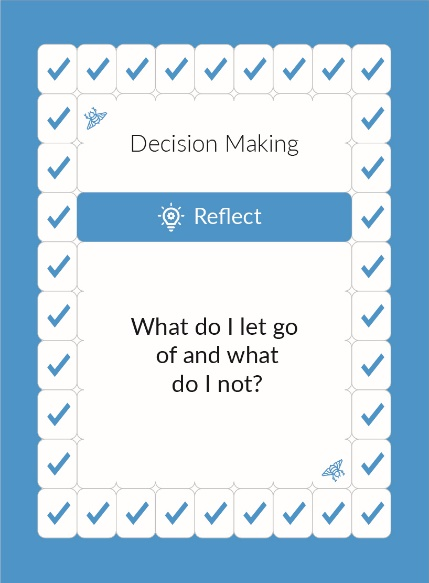 Decision Making
Reflect
What do I let go
of and what
do I not?